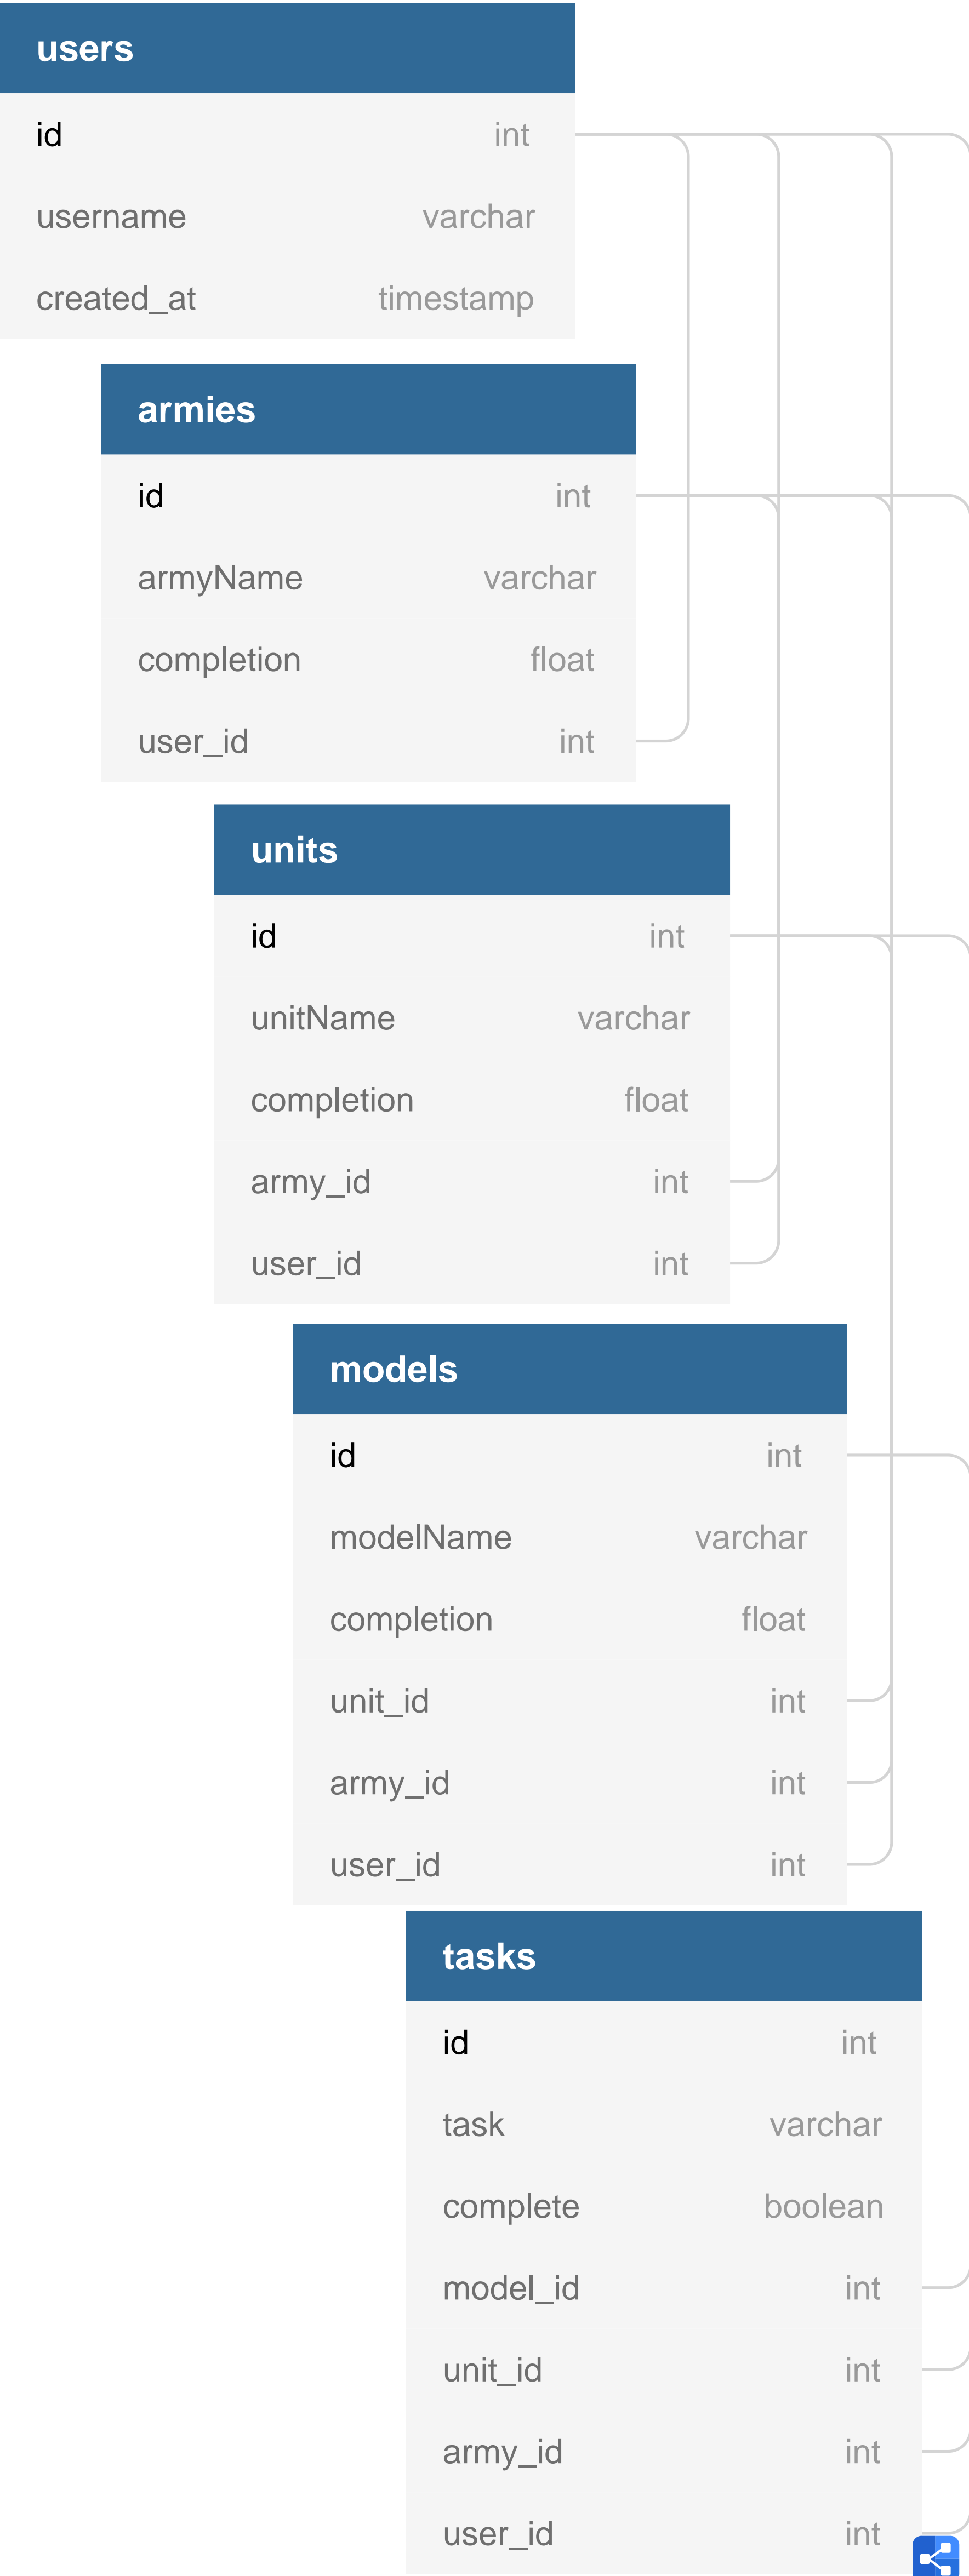 users
id int
username varchar
created_at timestamp
armies
id int
armyName varchar
completion float
user_id int
units
id int
unitName varchar
completion float
army_id int
user_id int
models
id int
modelName varchar
completion float
unit_id int
army_id int
user_id int
tasks
id int
task varchar
complete boolean
model_id int
unit_id int
army_id int
user_id int